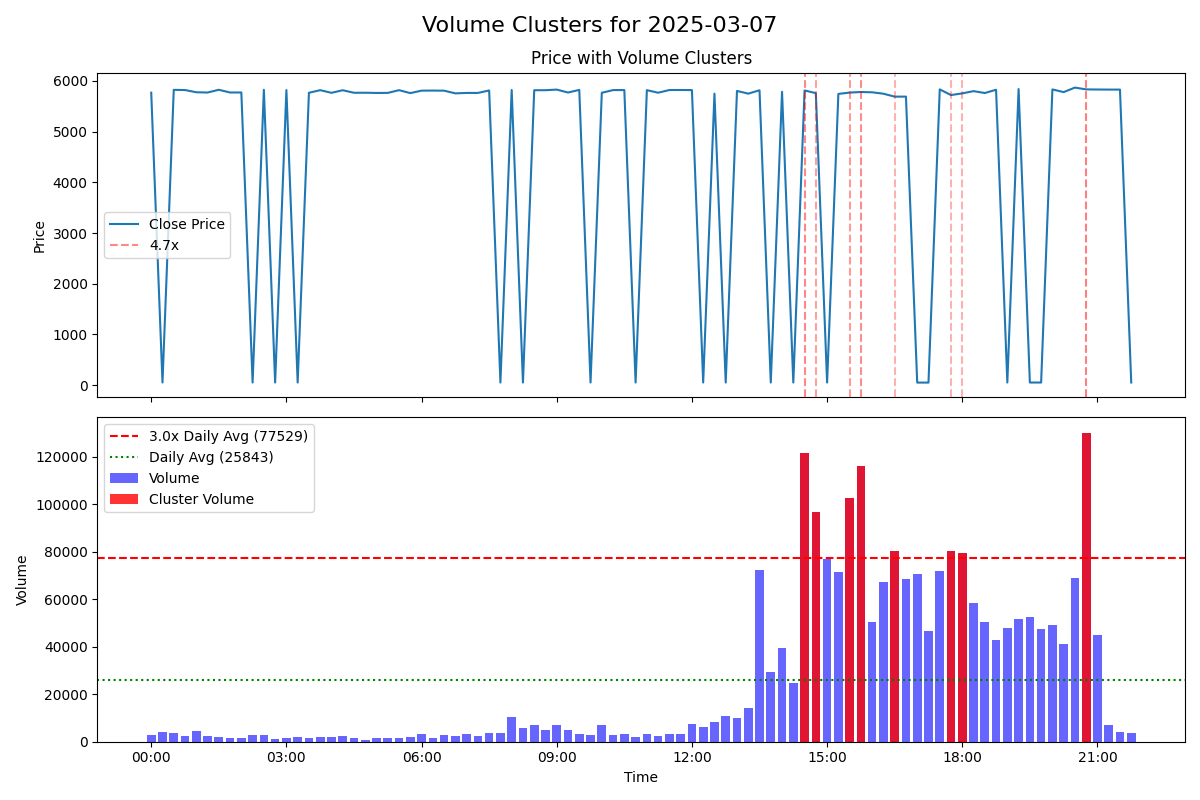 Volume Clusters for 2025-03-07
Price with Volume Clusters
6000
5000
4000
3000
2000
1000
0
Price
Close Price
4.7x
120000
100000
80000
60000
40000
20000
0
Volume
3.0x Daily Avg (77529)
Daily Avg (25843)
Volume
Cluster Volume
00:00
03:00
06:00
09:00
12:00
15:00
18:00
21:00
Time